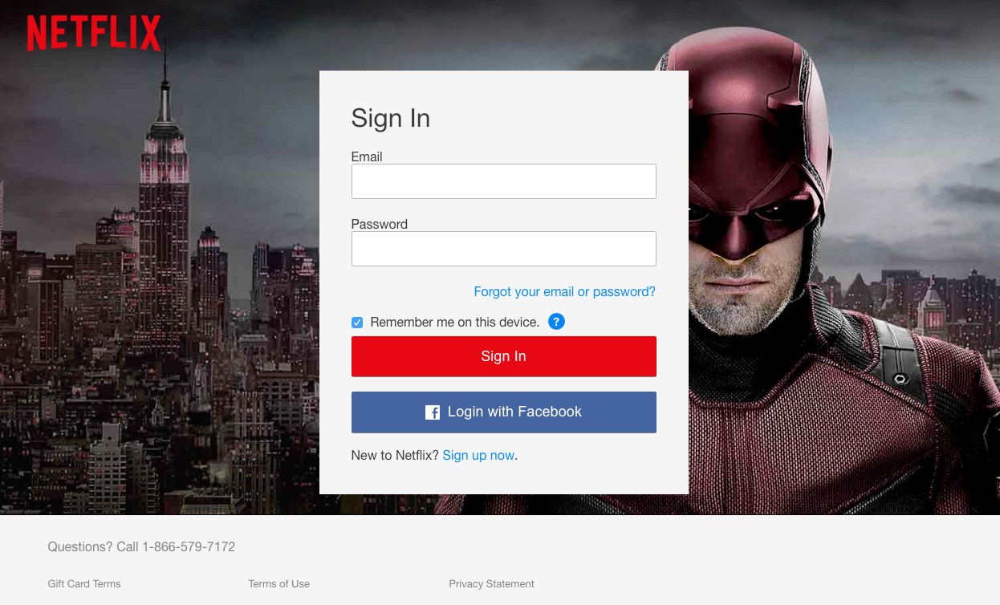 NETFLIX
Sign In
Email
Password
Forgot your email or password?
Remember me on this device. ?
Sign In
Login with Facebook
New to Netflix? Sign up now.
Questions? Call 1-866-579-7172
Gift Card Terms Terms of Use Privacy Statement